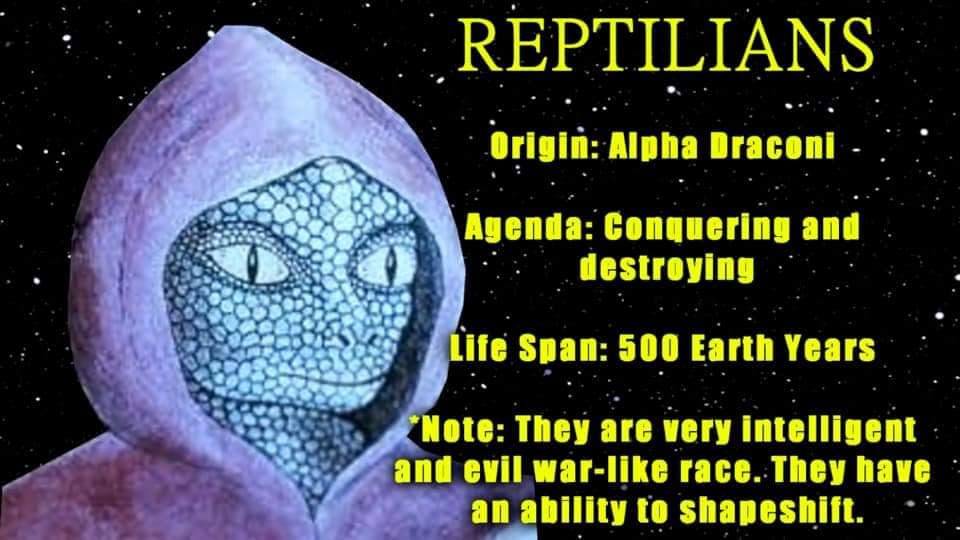 REPTILIANS
Origin: Alpha Draconi
Agenda: Conquering and
destroying
Life Span: 500 Earth Years
*Note: They are very intelligent
and evil war-like race. They have
an ability to shapeshift.